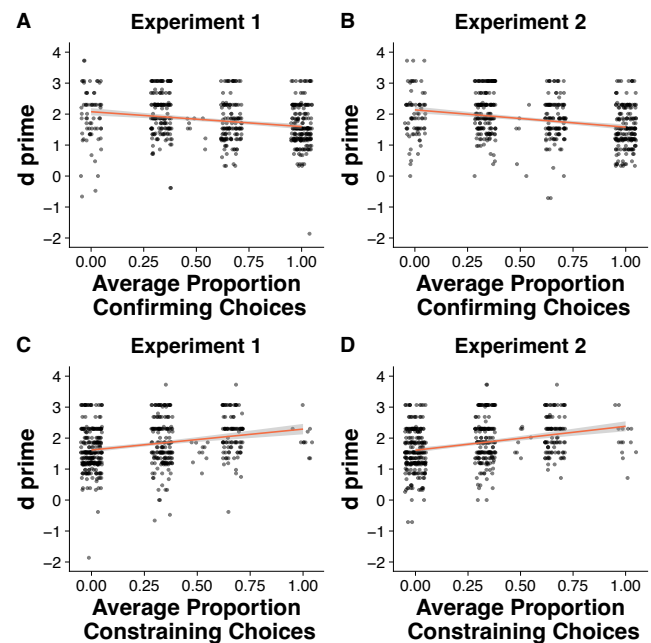 A Experiment 1
d prime
4
3
2
1
0
−1
−2
0.00 0.25 0.50 0.75 1.00
Average Proportion
Confirming Choices
B Experiment 2
d prime
4
3
2
1
0
−1
−2
0.00 0.25 0.50 0.75 1.00
Average Proportion
Confirming Choices
C Experiment 1
d prime
4
3
2
1
0
−1
−2
0.00 0.25 0.50 0.75 1.00
Average Proportion
Constraining Choices
D Experiment 2
d prime
4
3
2
1
0
−1
−2
0.00 0.25 0.50 0.75 1.00
Average Proportion
Constraining Choices